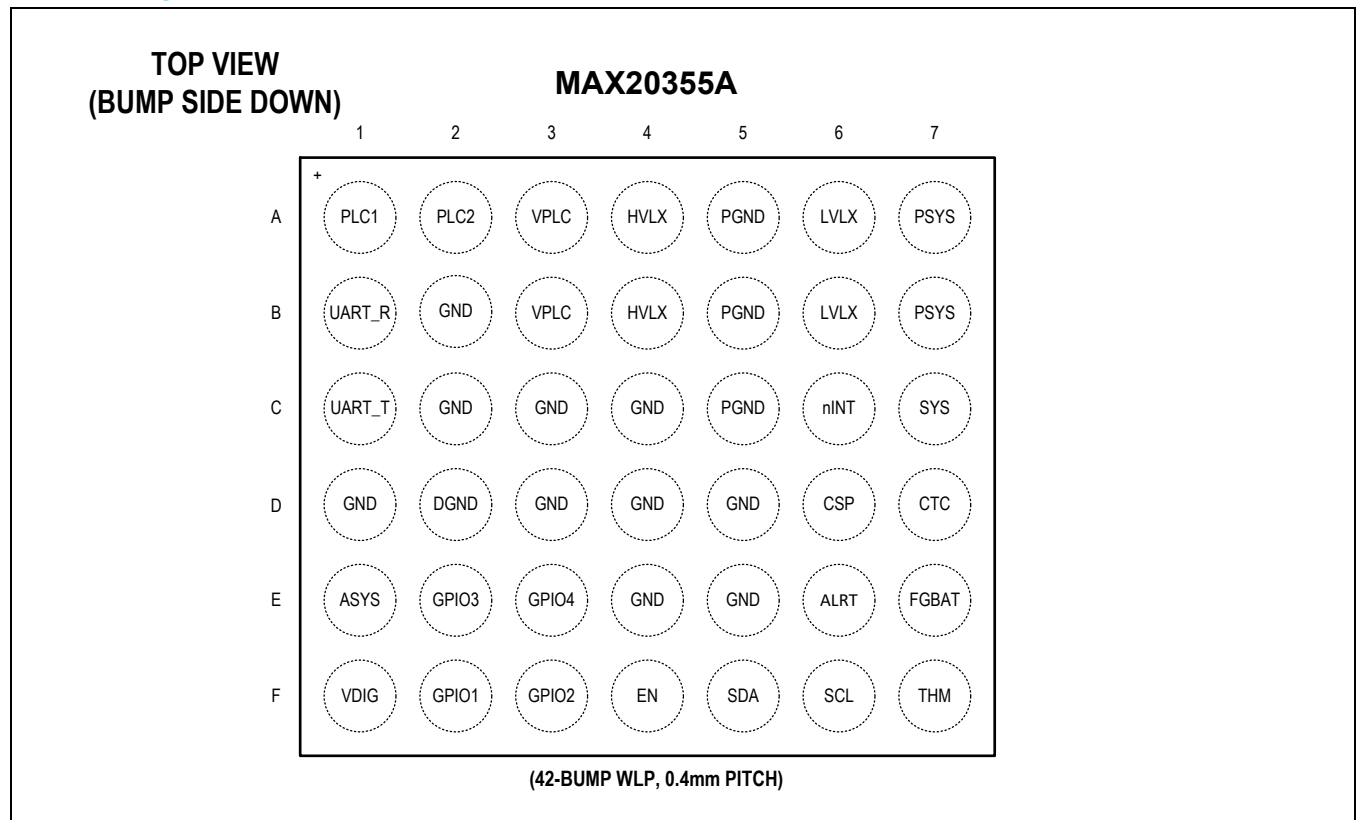 TOP VIEW
(BUMP SIDE DOWN)
MAX20355A
1 2 3 4 5 6 7
+
A PLC1 PLC2 VPLC HVLX PGND LVLX PSYS
B UART_R GND VPLC HVLX PGND LVLX PSYS
C UART_T GND GND GND PGND nINT SYS
D GND DGND GND GND GND CSP CTC
E ASYS GPIO3 GPIO4 GND GND ALRT FGBAT
F VDIG GPIO1 GPIO2 EN SDA SCL THM
(42-BUMP WLP, 0.4mm PITCH)